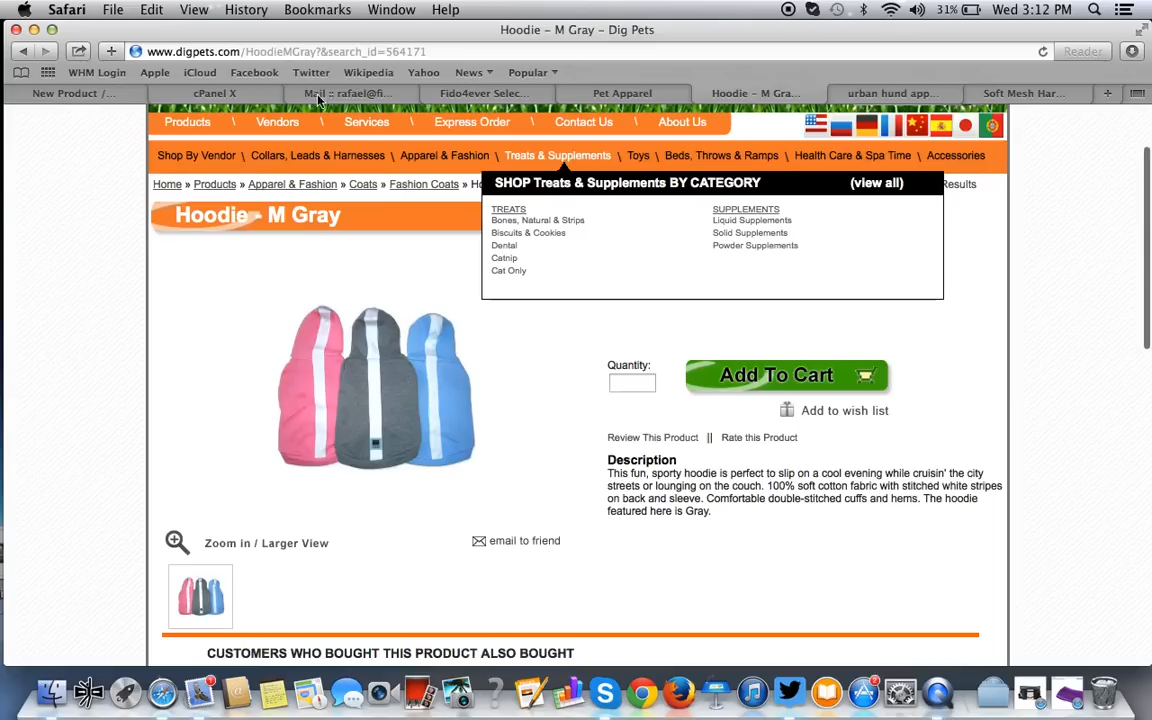 Safari File Edit View History Bookmarks Window Help 31% Wed 3:12 PM
Hoodie – M Gray – Dig Pets
www.digpets.com/HoodieMGray?&search_id=564171 Reader
WHM Login Apple iCloud Facebook Twitter Wikipedia Yahoo News Popular
New Product /... cPanel X Mail :: rafael@fi... Fido4ever Selec... Pet Apparel Hoodie – M Gra... urban hund app... Soft Mesh Har...
Products \ Vendors \ Services \ Express Order \ Contact Us \ About Us
Shop By Vendor \ Collars, Leads & Harnesses \ Apparel & Fashion \ Treats & Supplements \ Toys \ Beds, Throws & Ramps \ Health Care & Spa Time \ Accessories
Home » Products » Apparel & Fashion » Coats » Fashion Coats » Results
SHOP Treats & Supplements BY CATEGORY (view all)
TREATS
Bones, Natural & Strips
Biscuits & Cookies
Dental
Catnip
Cat Only
SUPPLEMENTS
Liquid Supplements
Solid Supplements
Powder Supplements
Hoodie - M Gray
Quantity:
Add To Cart
Add to wish list
Review This Product || Rate this Product
Description
This fun, sporty hoodie is perfect to slip on a cool evening while cruisin' the city
streets or lounging on the couch. 100% soft cotton fabric with stitched white stripes
on back and sleeve. Comfortable double-stitched cuffs and hems. The hoodie
featured here is Gray.
Zoom in / Larger View
email to friend
CUSTOMERS WHO BOUGHT THIS PRODUCT ALSO BOUGHT